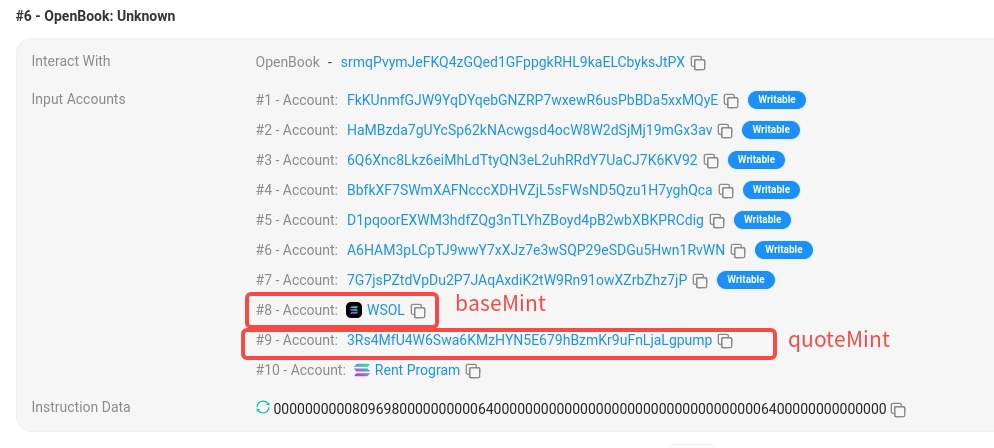 #6 - OpenBook: Unknown
Interact With OpenBook - srmqPvymJeFKQ4zGQed1GFppgkRHL9kaELCbyksJtPX
Input Accounts #1 - Account: FkKUnmfGJW9YqDYqebGNZRP7wxewR6usPbBDa5xxMQyE Writable
#2 - Account: HaMBzda7gUYcSp62kNAcwgsd4ocW8W2dSjMj19mGx3av Writable
#3 - Account: 6Q6Xnc8Lkz6eiMhLdTtyQN3eL2uhRRdY7UaCJ7K6KV92 Writable
#4 - Account: BbfkXF7SWmXAFNcccXDHVZjL5sFWsND5Qzu1H7yghQca Writable
#5 - Account: D1pqoorEXWM3hdfZQg3nTLYhZBoyd4pB2wbXBKPRCdig Writable
#6 - Account: A6HAM3pLCpTJ9wwY7xXJz7e3wSQP29eSDGu5Hwn1RvWN Writable
#7 - Account: 7G7jsPZtdVpDu2P7JAqAxdiK2tW9Rn91owXZrbZhz7jP Writable
#8 - Account: WSOL baseMint
#9 - Account: 3Rs4MfU4W6Swa6KMzHYN5E679hBzmKr9uFnLjaLgpump quoteMint
#10 - Account: Rent Program
Instruction Data 00000000008096980000000000640000000000000000000000000000000000006400000000000000